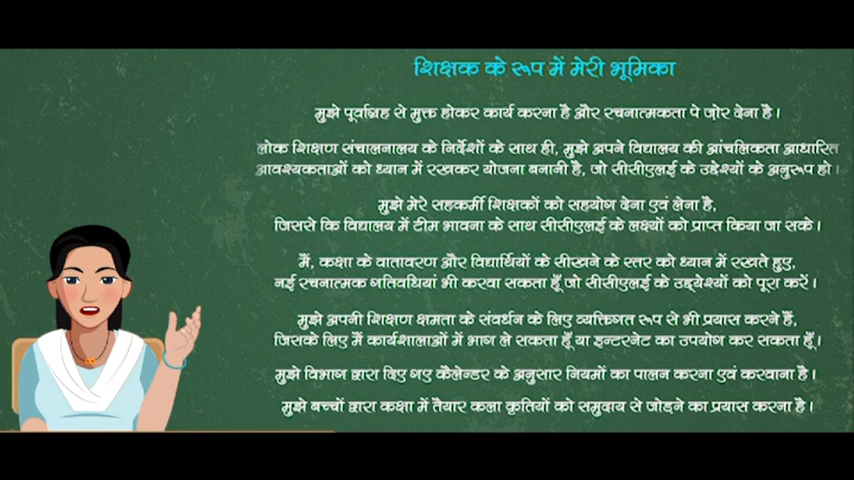 शिक्षक के रूप में मेरी भूमिका
मुझे पूर्वाग्रह से मुक्त होकर कार्य करना है और रचनात्मकता पे ज़ोर देना है।
लोक शिक्षण संचालनालय के निर्देशों के साथ ही, मुझे अपने विद्यालय की आंचलिकता आधारित
आवश्यकताओं को ध्यान में रखकर योजना बनानी है, जो सीसीएलई के उद्देश्यों के अनुरूप हो।
मुझे मेरे सहकर्मी शिक्षकों को सहयोग देना एवं लेना है,
जिससे कि विद्यालय में टीम भावना के साथ सीसीएलई के लक्ष्यों को प्राप्त किया जा सके।
मैं, कक्षा के वातावरण और विद्यार्थियों के सीखने के स्तर को ध्यान में रखते हुए,
नई रचनात्मक गतिवधियां भी करवा सकता हूँ जो सीसीएलई के उद्द्येश्यों को पूरा करें।
मुझे अपनी शिक्षण क्षमता के संवर्धन के लिए व्यक्तिगत रूप से भी प्रयास करने हैं,
जिसके लिए मैं कार्यशालाओं में भाग ले सकता हूँ या इन्टरनेट का उपयोग कर सकता हूँ।
मुझे विभाग द्वारा दिए गए कैलेन्डर के अनुसार नियमों का पालन करना एवं करवाना है।
मुझे बच्चों द्वारा कक्षा में तैयार कला कृतियों को समुदाय से जोड़ने का प्रयास करना है।